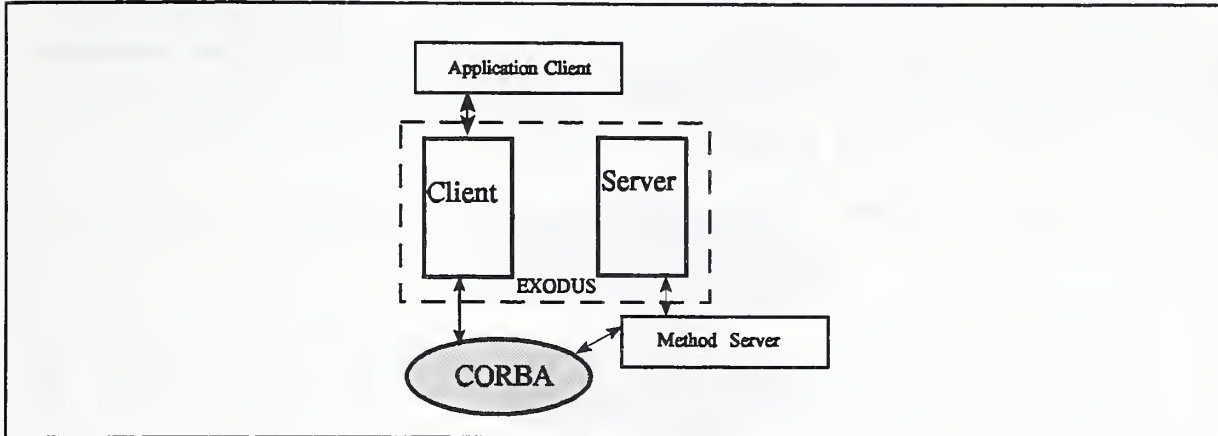 Application Client
Client
Server
EXODUS
Method Server
CORBA